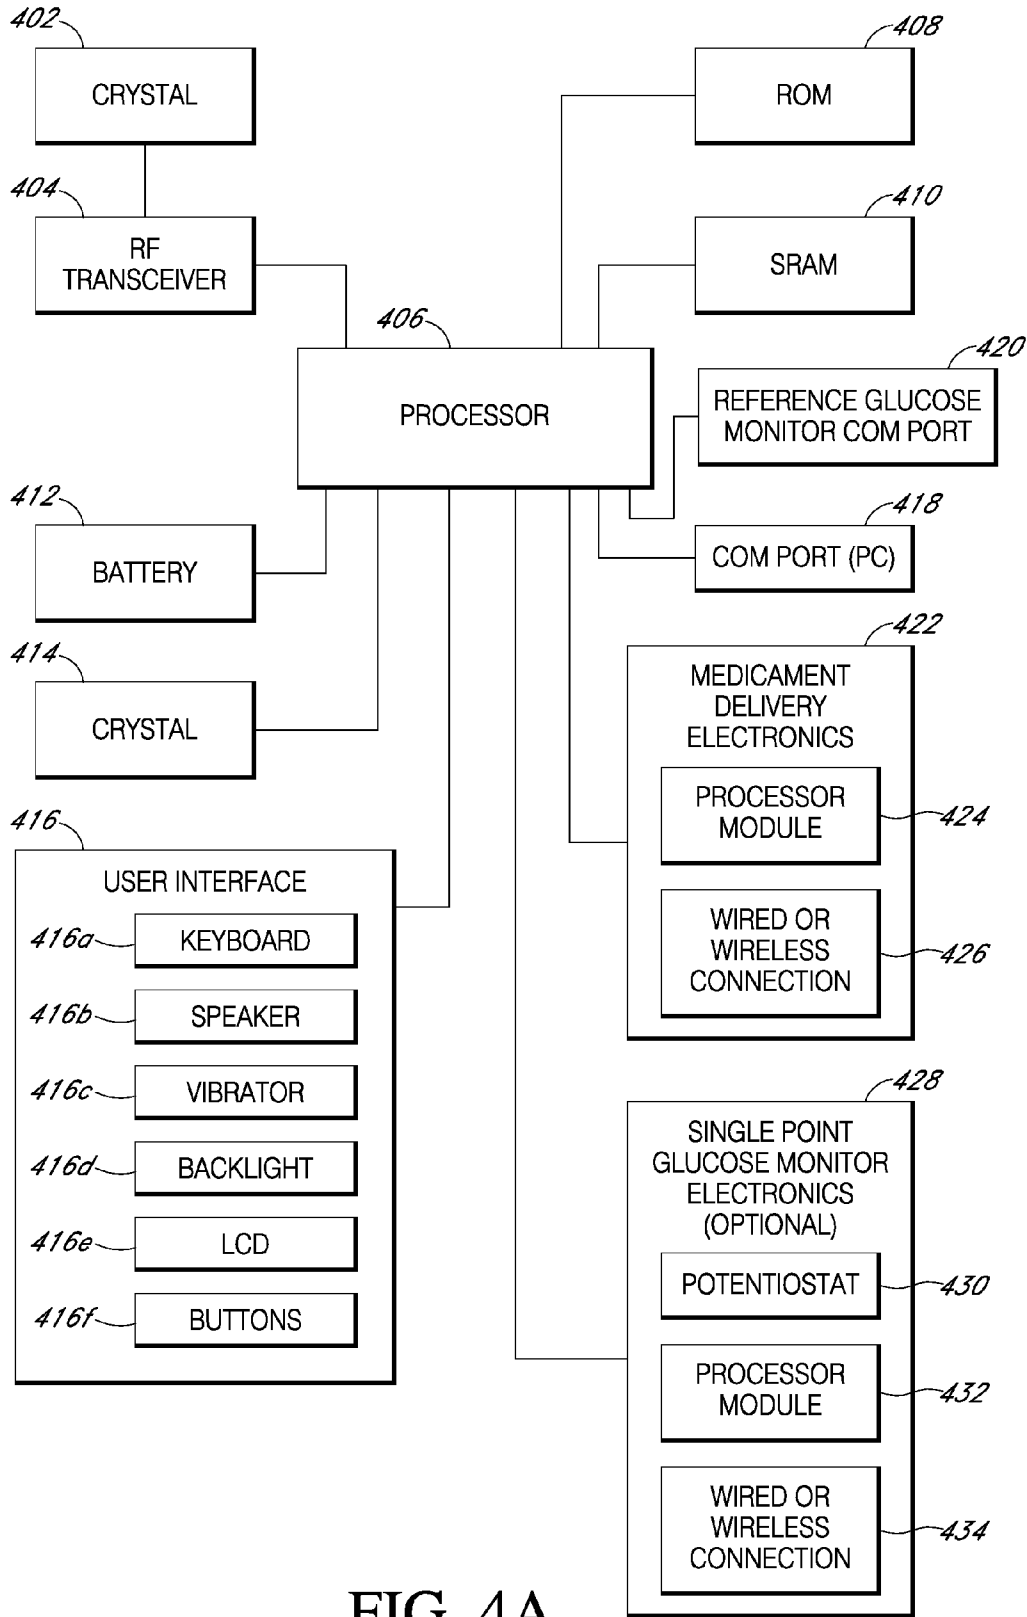 402
CRYSTAL
404
RF
TRANSCEIVER
406
PROCESSOR
408
ROM
410
SRAM
420
REFERENCE GLUCOSE
MONITOR COM PORT
418
COM PORT (PC)
412
BATTERY
414
CRYSTAL
416
USER INTERFACE
416a
KEYBOARD
416b
SPEAKER
416c
VIBRATOR
416d
BACKLIGHT
416e
LCD
416f
BUTTONS
422
MEDICAMENT
DELIVERY
ELECTRONICS
PROCESSOR
MODULE
424
WIRED OR
WIRELESS
CONNECTION
426
428
SINGLE POINT
GLUCOSE MONITOR
ELECTRONICS
(OPTIONAL)
POTENTIOSTAT
430
PROCESSOR
MODULE
432
WIRED OR
WIRELESS
CONNECTION
434
FIG. 4A